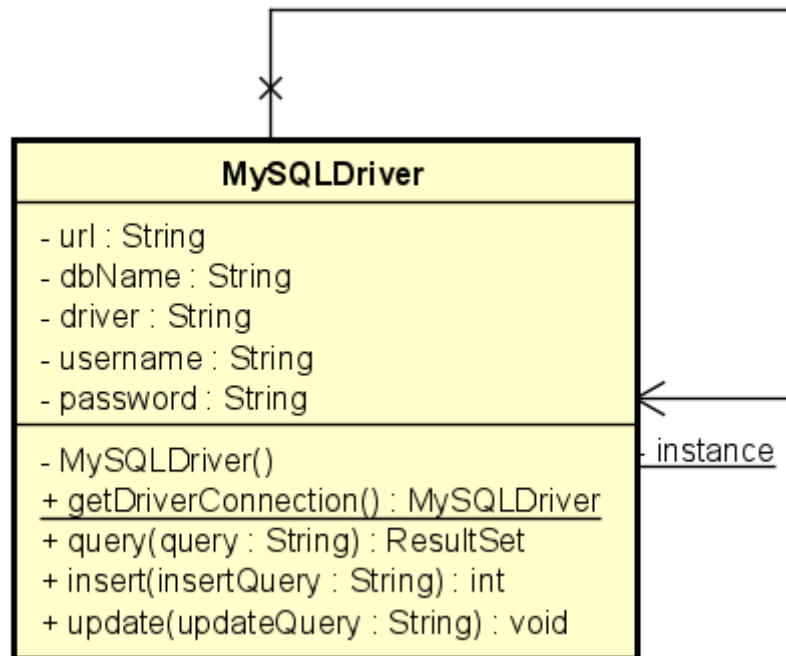 MySQLDriver
- url : String
- dbName : String
- driver : String
- username : String
- password : String
- MySQLDriver()
+ getDriverConnection() : MySQLDriver
+ query(query : String) : ResultSet
+ insert(insertQuery : String) : int
+ update(updateQuery : String) : void
- instance